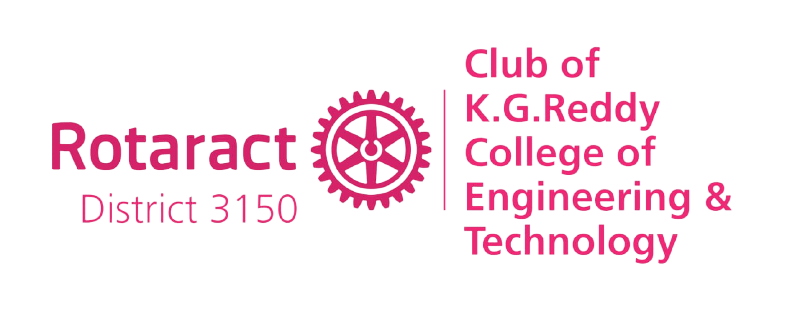 Rotaract
District 3150
Club of
K.G.Reddy
College of
Engineering &
Technology